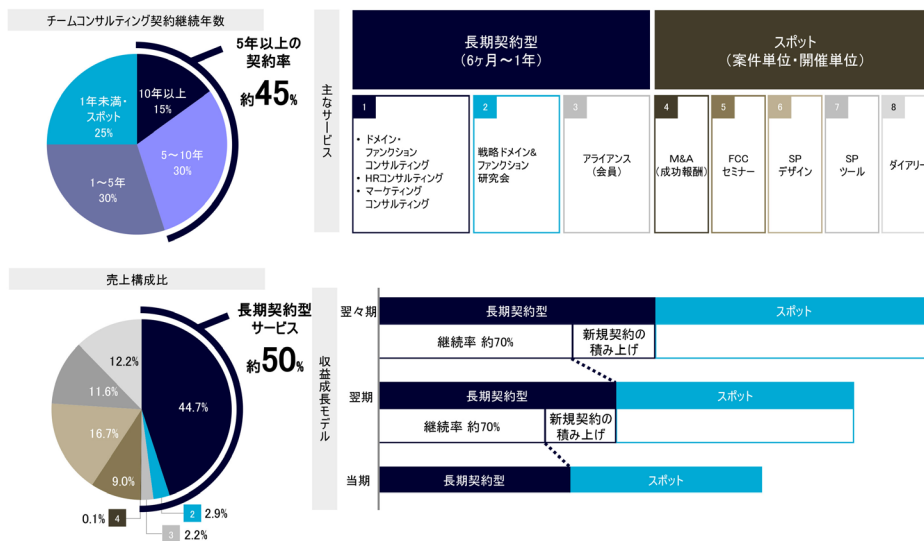 チームコンサルティング契約継続年数
5年以上の
契約率
約45%
10年以上
15%
5～10年
30%
1～5年
30%
1年未満・
スポット
25%
主なサービス
長期契約型
(6ヶ月～1年)
スポット
(案件単位・開催単位)
1
• ドメイン・
ファンクション
コンサルティング
• HRコンサルティング
• マーケティング
コンサルティング
2
戦略ドメイン&
ファンクション
研究会
3
アライアンス
(会員)
4
M&A
(成功報酬)
5
FCC
セミナー
6
SP
デザイン
7
SP
ツール
8
ダイアリー
売上構成比
長期契約型
サービス
約50%
44.7%
2 2.9%
3
2.2%
0.1% 4
9.0%
16.7%
11.6%
12.2%
収益成長モデル
翌々期
長期契約型
スポット
継続率 約70%
新規契約の
積み上げ
翌期
長期契約型
スポット
継続率 約70%
新規契約の
積み上げ
当期
長期契約型
スポット